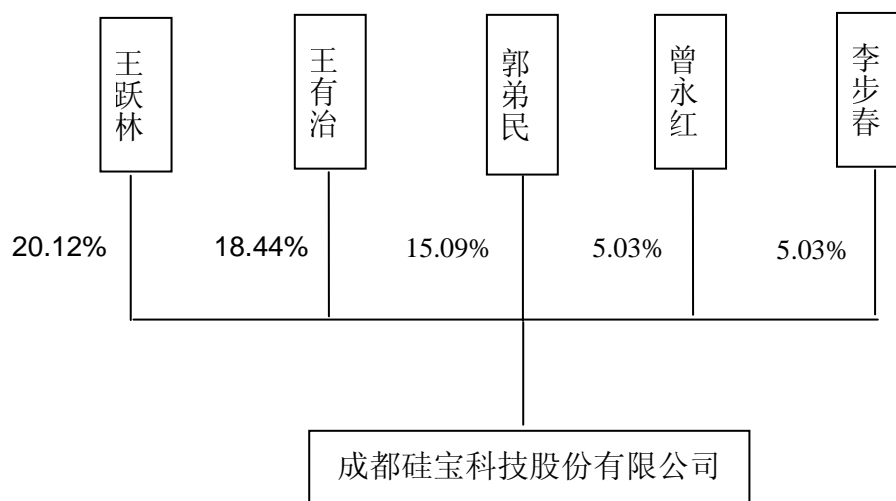 王跃林
王有治
郭弟民
曾永红
李步春
20.12%
18.44%
15.09%
5.03%
5.03%
成都硅宝科技股份有限公司